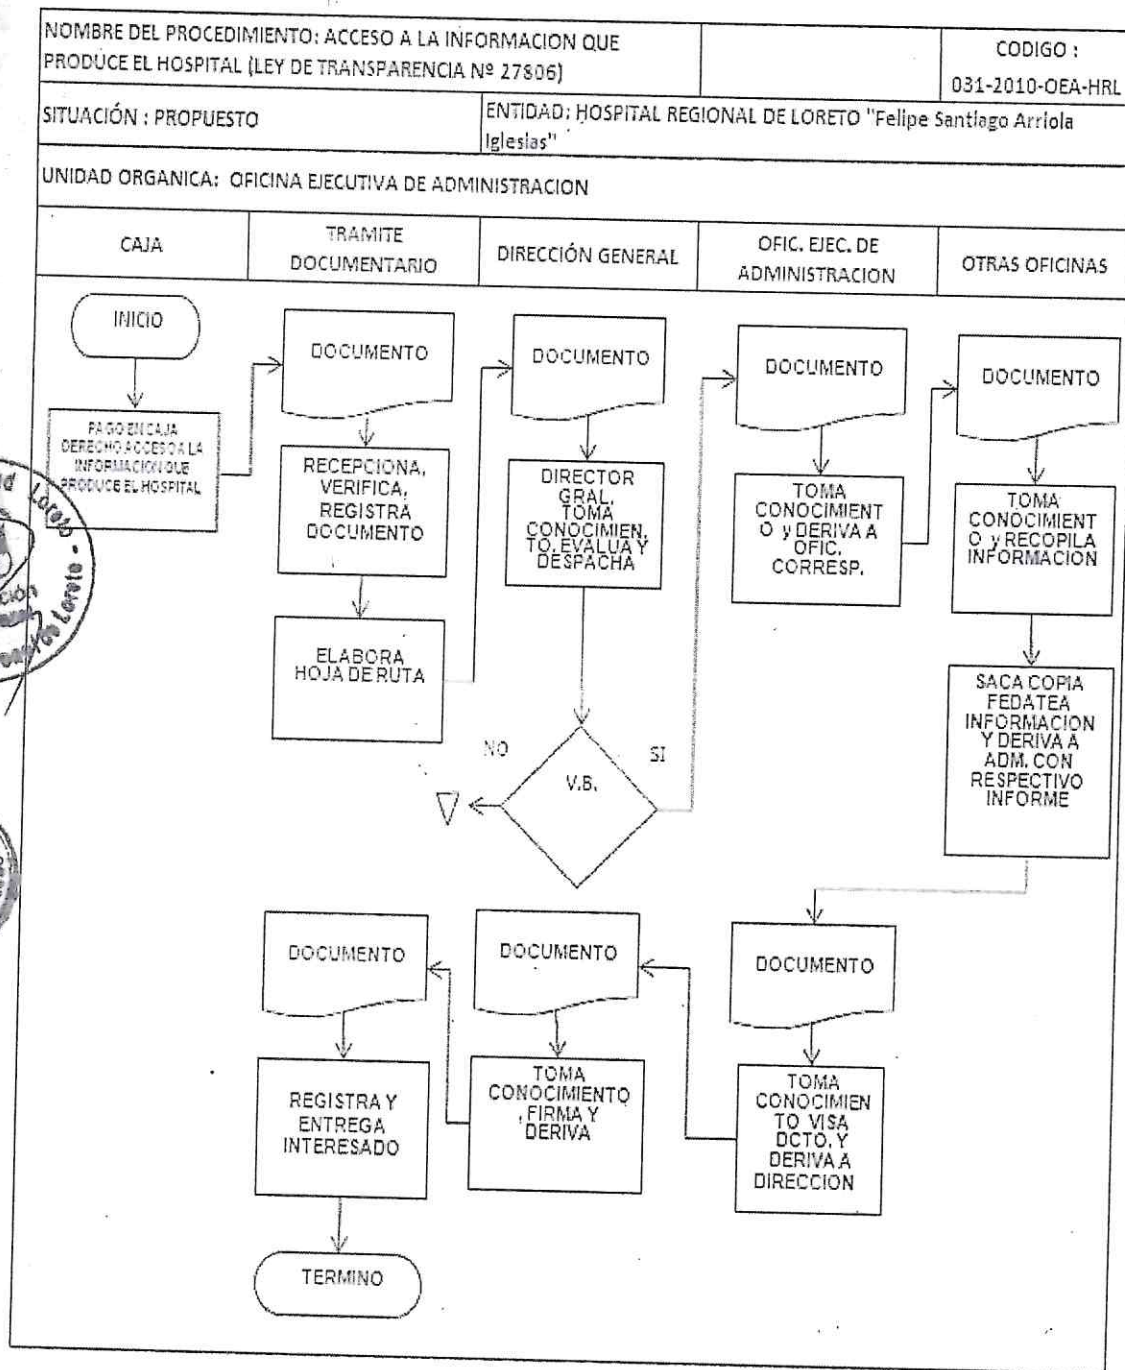 NOMBRE DEL PROCEDIMIENTO: ACCESO A LA INFORMACION QUE
PRODUCE EL HOSPITAL (LEY DE TRANSPARENCIA Nº 27806)
CODIGO :
031-2010-OEA-HRL
SITUACIÓN : PROPUESTO
ENTIDAD: HOSPITAL REGIONAL DE LORETO "Felipe Santiago Arriola
Iglesias"
UNIDAD ORGANICA: OFICINA EJECUTIVA DE ADMINISTRACION
CAJA
TRAMITE
DOCUMENTARIO
DIRECCIÓN GENERAL
OFIC. EJEC. DE
ADMINISTRACION
OTRAS OFICINAS
INICIO
PAGO EN CAJA
DERECHO ACCESO A LA
INFORMACION QUE
PRODUCE EL HOSPITAL
DOCUMENTO
RECEPCIONA,
VERIFICA,
REGISTRA
DOCUMENTO
ELABORA
HOJA DE RUTA
DOCUMENTO
DIRECTOR
GRAL.
TOMA
CONOCIMIEN,
TO, EVALUA Y
DESPACHA
NO
V.B.
SI
DOCUMENTO
TOMA
CONOCIMIENT
O y DERIVA A
OFIC.
CORRESP.
DOCUMENTO
TOMA
CONOCIMIENT
O y RECOPILA
INFORMACION
SACA COPIA
FEDATEA
INFORMACION
Y DERIVA A
ADM. CON
RESPECTIVO
INFORME
DOCUMENTO
TOMA
CONOCIMIEN
TO VISA
DCTO. Y
DERIVA A
DIRECCION
DOCUMENTO
TOMA
CONOCIMIENTO
, FIRMA Y
DERIVA
DOCUMENTO
REGISTRA Y
ENTREGA
INTERESADO
TERMINO
Loreto -
de Loreto -